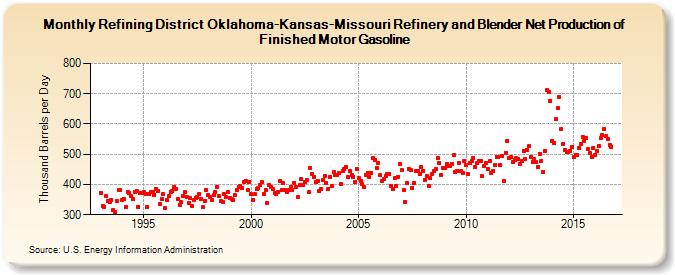 Monthly Refining District Oklahoma-Kansas-Missouri Refinery and Blender Net Production of
Finished Motor Gasoline
Thousand Barrels per Day
800
700
600
500
400
300
1995
2000
2005
2010
2015
Source: U.S. Energy Information Administration